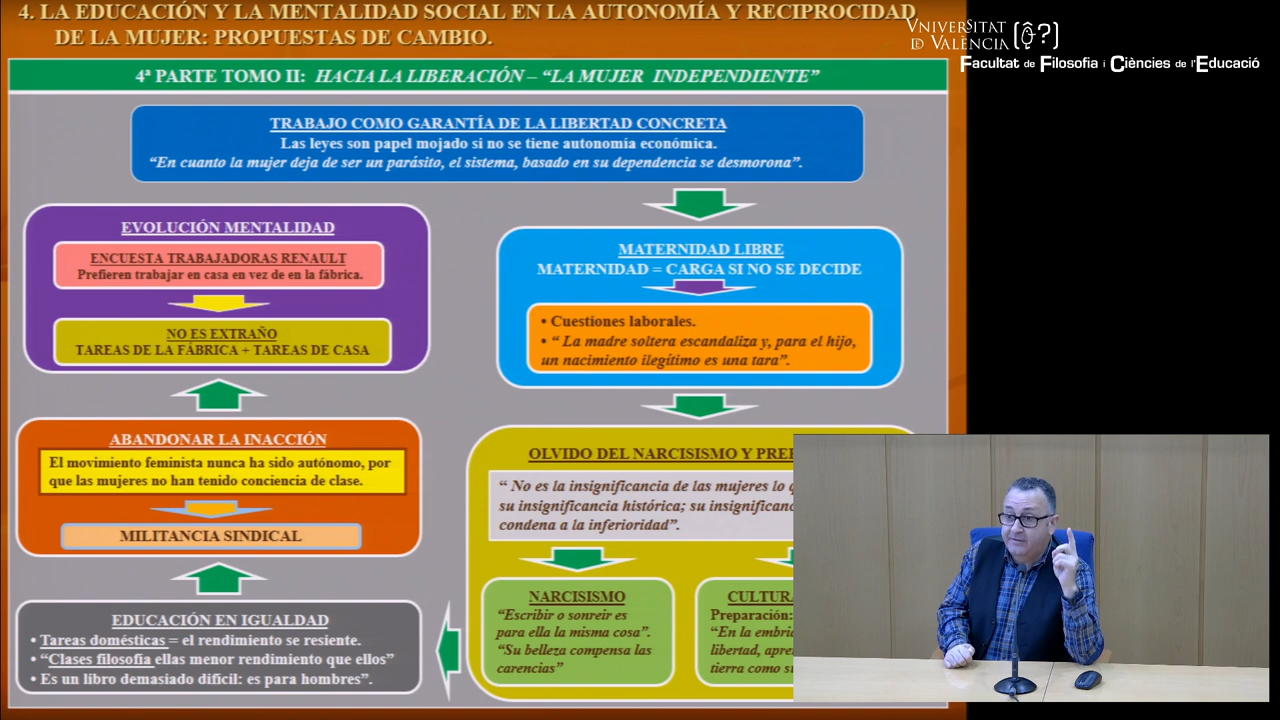 4. LA EDUCACIÓN Y LA MENTALIDAD SOCIAL EN LA AUTONOMÍA Y RECIPROCIDAD
DE LA MUJER: PROPUESTAS DE CAMBIO.
VNIVERSITAT
DE VALÈNCIA
Facultat de Filosofia i Ciències de l'Educació
4ª PARTE TOMO II: HACIA LA LIBERACIÓN – “LA MUJER INDEPENDIENTE”
TRABAJO COMO GARANTÍA DE LA LIBERTAD CONCRETA
Las leyes son papel mojado si no se tiene autonomía económica.
“En cuanto la mujer deja de ser un parásito, el sistema, basado en su dependencia se desmorona”.
EVOLUCIÓN MENTALIDAD
ENCUESTA TRABAJADORAS RENAULT
Prefieren trabajar en casa en vez de en la fábrica.
NO ES EXTRAÑO
TAREAS DE LA FÁBRICA + TAREAS DE CASA
MATERNIDAD LIBRE
MATERNIDAD = CARGA SI NO SE DECIDE
• Cuestiones laborales.
• “ La madre soltera escandaliza y, para el hijo,
un nacimiento ilegítimo es una tara”.
ABANDONAR LA INACCIÓN
El movimiento feminista nunca ha sido autónomo, por
que las mujeres no han tenido conciencia de clase.
MILITANCIA SINDICAL
OLVIDO DEL NARCISISMO Y
“ No es la insignificancia de las mujeres lo
su insignificancia histórica; su
condena a la inferioridad”.
NARCISISMO
“Escribir o sonreir es
para ella la misma cosa”.
“Su belleza compensa las
carencias”
CULTURA
Preparación:
“En la
libertad,
tierra como
EDUCACIÓN EN IGUALDAD
• Tareas domésticas = el rendimiento se resiente.
• “Clases filosofía ellas menor rendimiento que ellos”
• Es un libro demasiado difícil: es para hombres”.